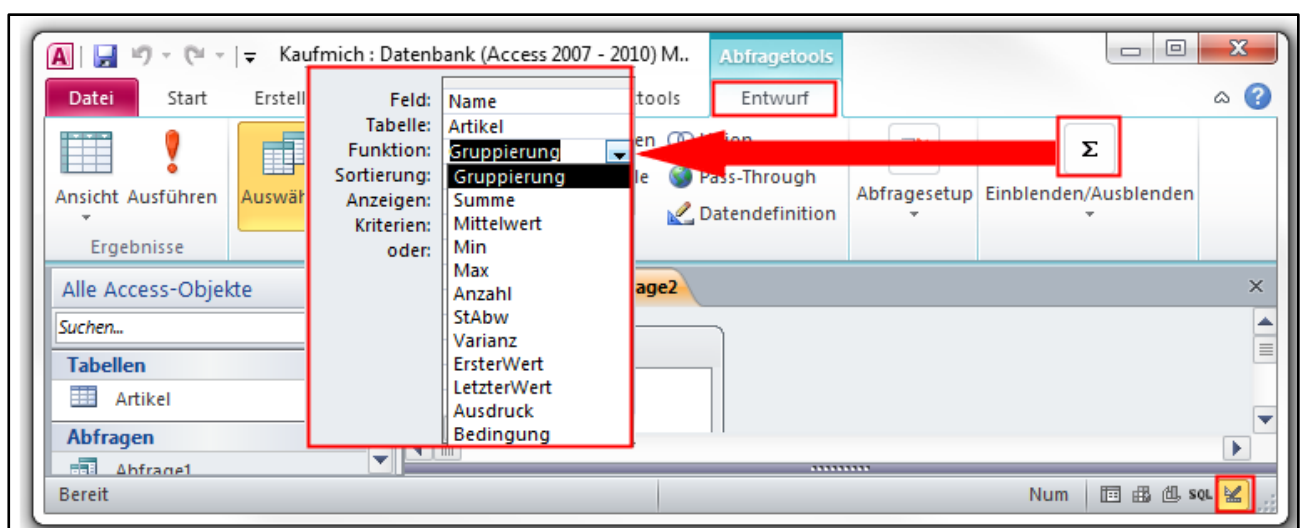 Kaufmich : Datenbank (Access 2007 - 2010) M.. Abfragetools
Datei Start Erstell tools Entwurf
Feld: Name
Tabelle: Artikel
Funktion: Gruppierung
Sortierung: Gruppierung
Anzeigen: Summe
Kriterien: Mittelwert
oder: Min
Max
Anzahl
StAbw
Varianz
ErsterWert
LetzterWert
Ausdruck
Bedingung
Ansicht Ausführen Auswäh
Pass-Through
Datendefinition
Abfragesetup Einblenden/Ausblenden
Σ
Ergebnisse
Alle Access-Objekte
age2
Suchen...
Tabellen
Artikel
Abfragen
Abfrage1
Bereit Num SQL